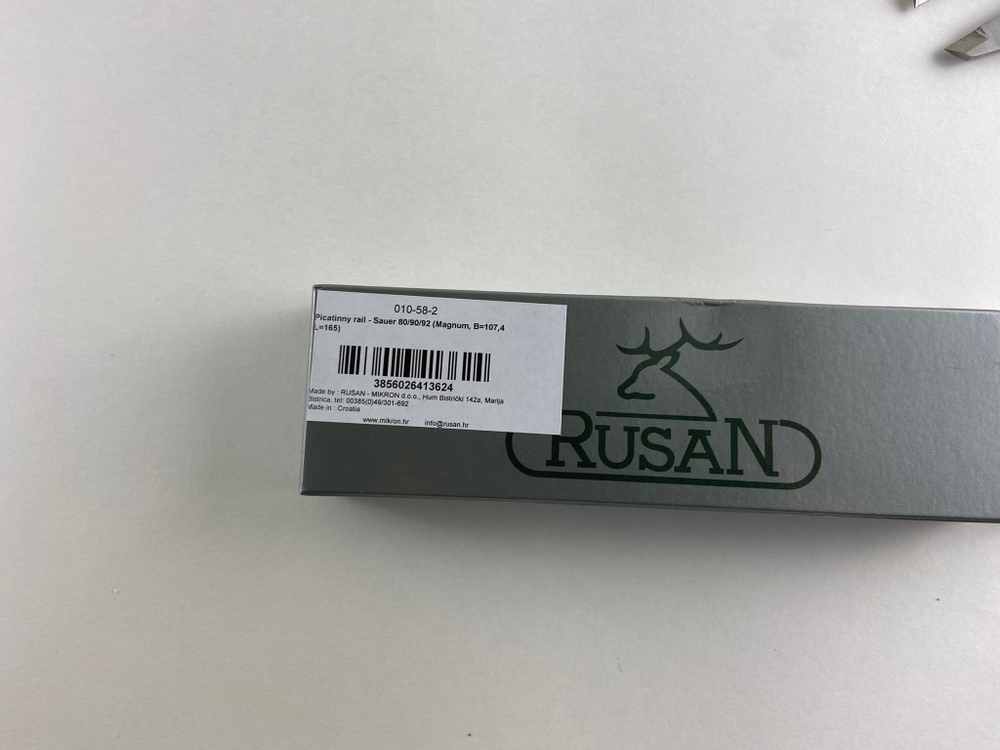 010-58-2
Picatinny rail - Sauer 80/90/92 (Magnum, B=107,4
L=165)
3856026413624
Made by : RUSAN - MIKRON d.o.o., Hum Bistrički 142a, Marija
Bistrica, tel: 00385(0)49/301-692
Made in : Croatia
www.mikron.hr info@rusan.hr
RUSAN